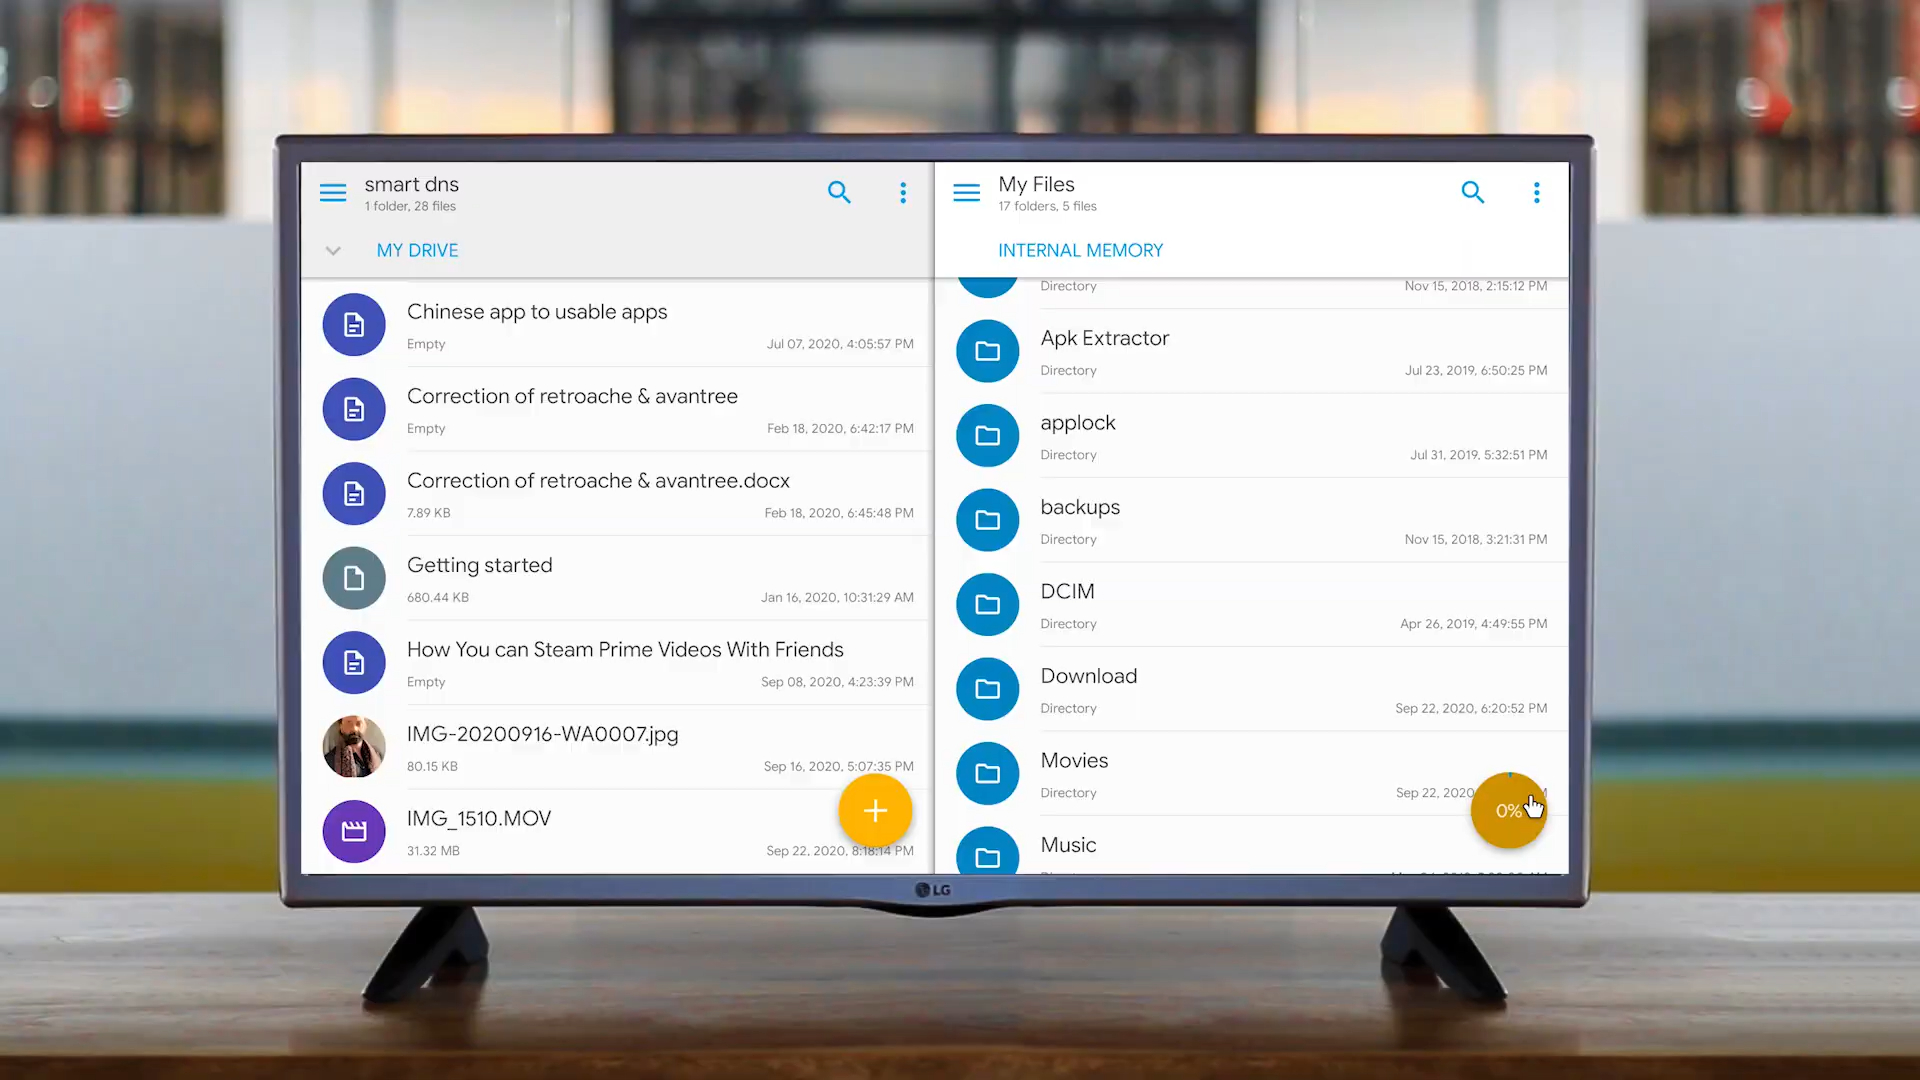 smart dns
1 folder, 28 files
MY DRIVE
Chinese app to usable apps
Empty
Jul 07, 2020, 4:05:57 PM
Correction of retroache & avantree
Empty
Feb 18, 2020, 6:42:17 PM
Correction of retroache & avantree.docx
7.89 KB
Feb 18, 2020, 6:45:48 PM
Getting started
680.44 KB
Jan 16, 2020, 10:31:29 AM
How You can Steam Prime Videos With Friends
Empty
Sep 08, 2020, 4:23:39 PM
IMG-20200916-WA0007.jpg
80.15 KB
Sep 16, 2020, 5:07:35 PM
IMG_1510.MOV
31.32 MB
Sep 22, 2020, 8:18:14 PM
My Files
17 folders, 5 files
INTERNAL MEMORY
Directory
Nov 15, 2018, 2:15:12 PM
Apk Extractor
Directory
Jul 23, 2019, 6:50:25 PM
applock
Directory
Jul 31, 2019, 5:32:51 PM
backups
Directory
Nov 15, 2018, 3:21:31 PM
DCIM
Directory
Apr 26, 2019, 4:49:55 PM
Download
Directory
Sep 22, 2020, 6:20:52 PM
Movies
Directory
Sep 22, 2020
0%
Music
LG